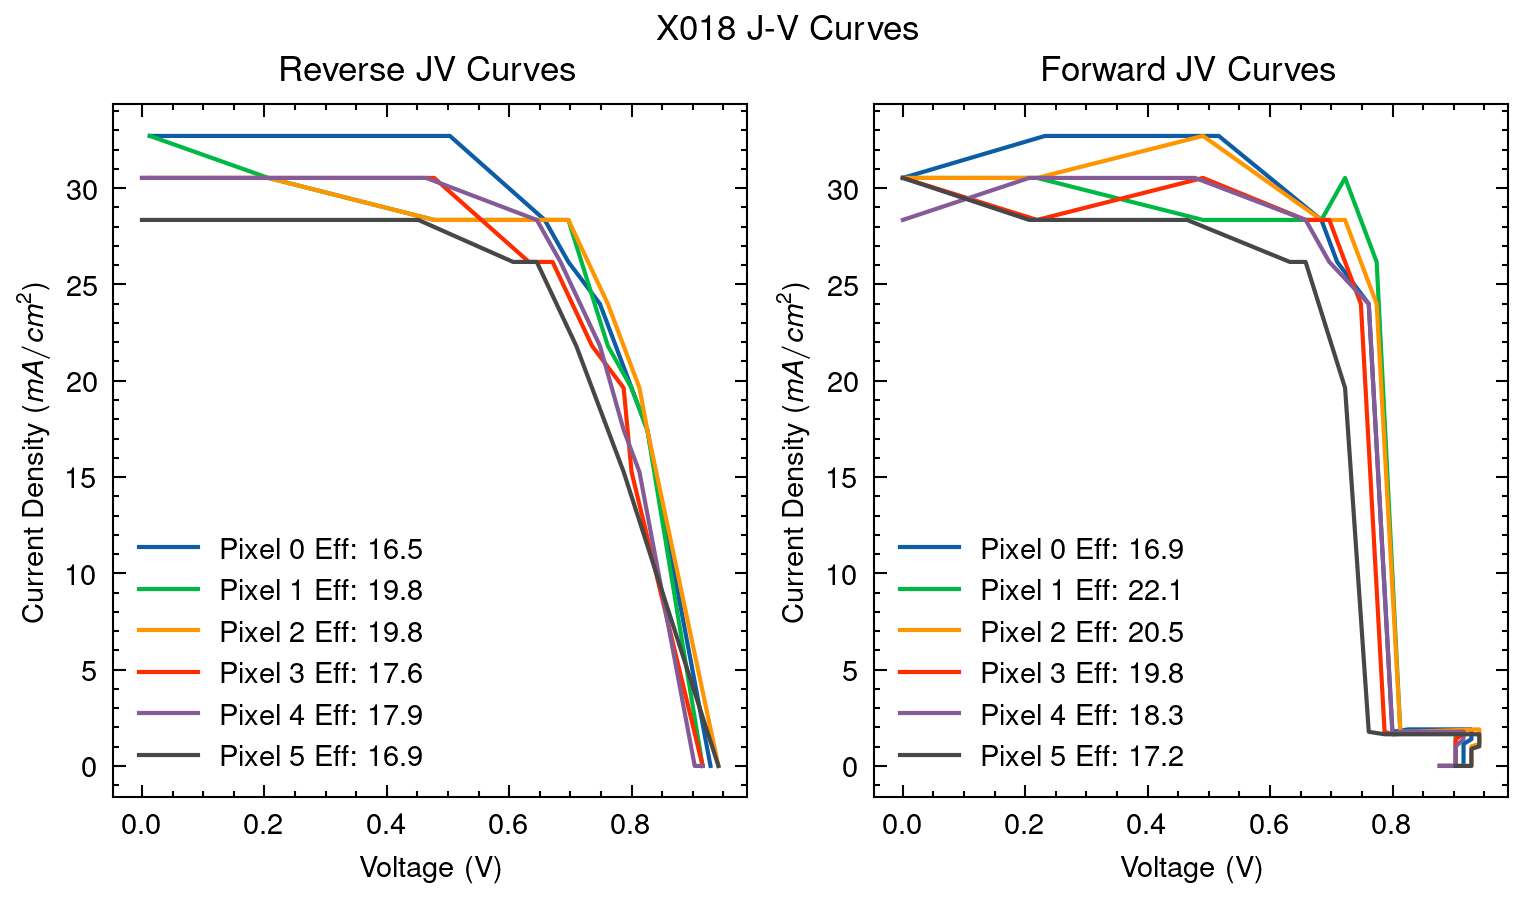 X018 J-V Curves
Reverse JV Curves
Current Density (mA/cm²)
30
25
20
15
10
5
0
Pixel 0 Eff: 16.5
Pixel 1 Eff: 19.8
Pixel 2 Eff: 19.8
Pixel 3 Eff: 17.6
Pixel 4 Eff: 17.9
Pixel 5 Eff: 16.9
0.0 0.2 0.4 0.6 0.8
Voltage (V)
Forward JV Curves
Current Density (mA/cm²)
30
25
20
15
10
5
0
Pixel 0 Eff: 16.9
Pixel 1 Eff: 22.1
Pixel 2 Eff: 20.5
Pixel 3 Eff: 19.8
Pixel 4 Eff: 18.3
Pixel 5 Eff: 17.2
0.0 0.2 0.4 0.6 0.8
Voltage (V)